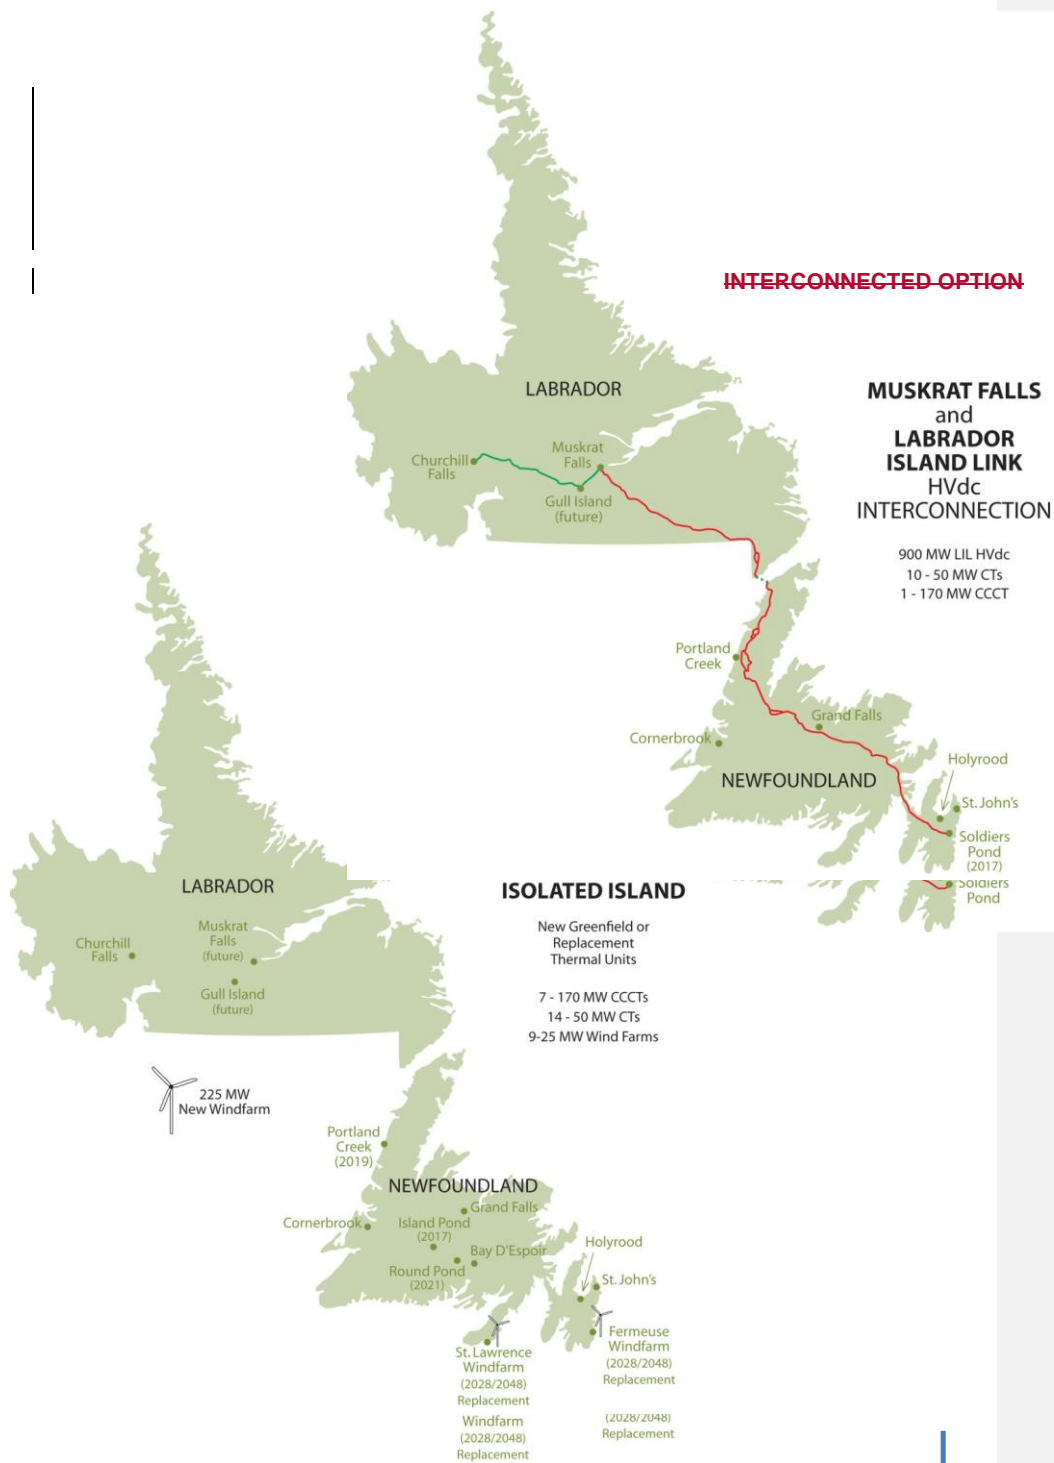 INTERCONNECTED OPTION
LABRADOR
MUSKRAT FALLS
and
LABRADOR
ISLAND LINK
HVdc
INTERCONNECTION
900 MW LIL HVdc
10 - 50 MW CTs
1 - 170 MW CCCT
Churchill
Falls
Muskrat
Falls
Gull Island
(future)
Portland
Creek
Grand Falls
Cornerbrook
NEWFOUNDLAND
Holyrood
St. John's
Soldiers
Pond
(2017)
Soldiers
Pond
LABRADOR
ISOLATED ISLAND
New Greenfield or
Replacement
Thermal Units
7 - 170 MW CCCTs
14 - 50 MW CTs
9-25 MW Wind Farms
Churchill
Falls
Muskrat
Falls
(future)
Gull Island
(future)
225 MW
New Windfarm
Portland
Creek
(2019)
NEWFOUNDLAND
Grand Falls
Cornerbrook
Island Pond
(2017)
Bay D'Espoir
Round Pond
(2021)
Holyrood
St. John's
St. Lawrence
Windfarm
(2028/2048)
Replacement
Windfarm
(2028/2048)
Replacement
Fermeuse
Windfarm
(2028/2048)
Replacement
(2028/2048)
Replacement